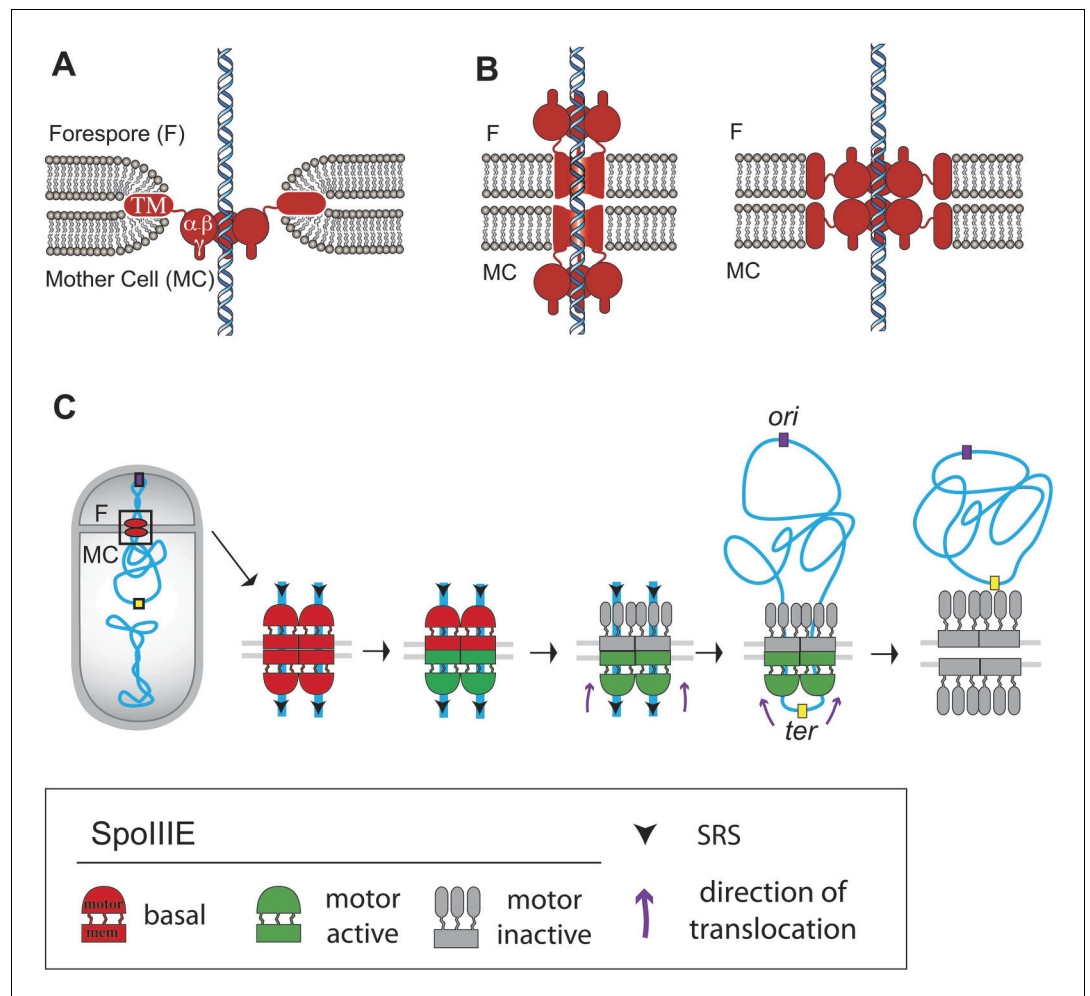 A
B
Forespore (F)
TM
αβ
γ
Mother Cell (MC)
F
MC
F
MC
C
F
MC
ori
ter
SpoIIIE
motor
mem
basal
motor
active
motor
inactive
SRS
direction of
translocation